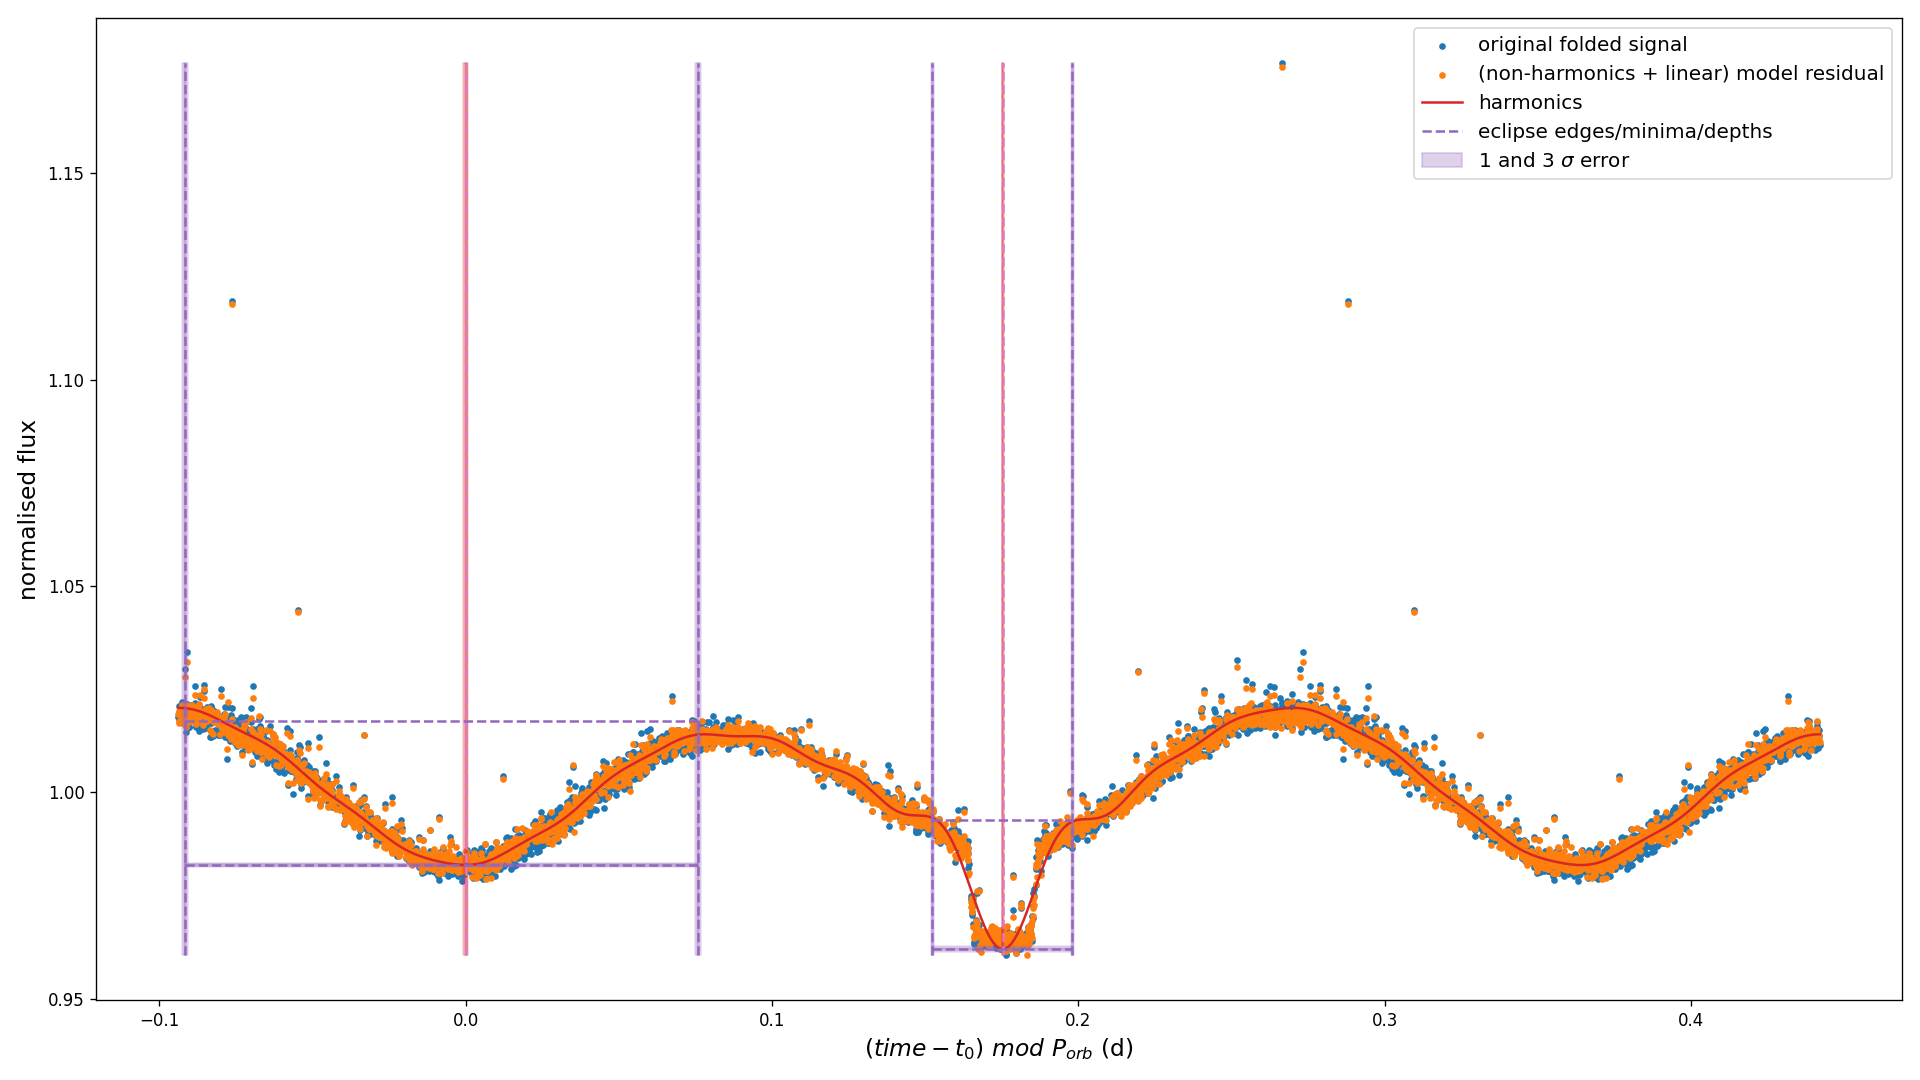 original folded signal
(non-harmonics + linear) model residual
harmonics
eclipse edges/minima/depths
1 and 3 σ error
normalised flux
1.15
1.10
1.05
1.00
0.95
−0.1 0.0 0.1 0.2 0.3 0.4
(time − t₀) mod P_orb (d)